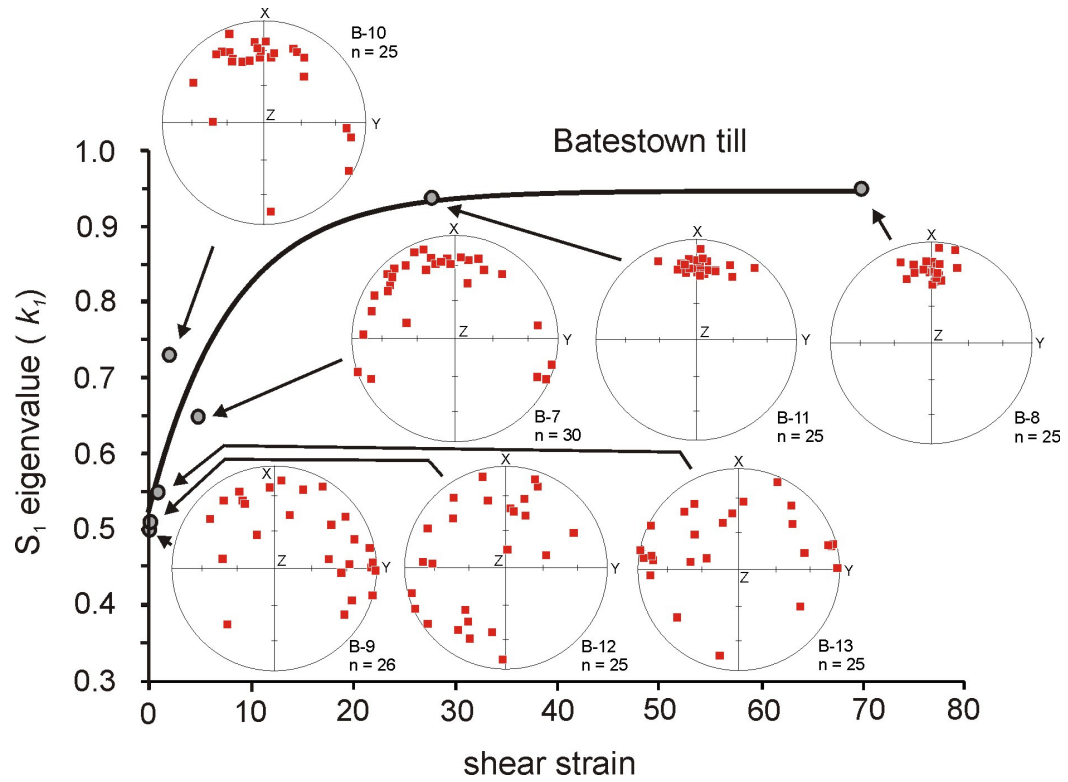 X
B-10
n = 25
Z
Y
Batestown till
1.0
0.9
0.8
0.7
0.6
0.5
0.4
0.3
S1 eigenvalue ( k1)
X
Z
Y
B-7
n = 30
X
Z
Y
B-11
n = 25
X
Z
Y
B-8
n = 25
X
Z
Y
B-9
n = 26
X
Z
Y
B-12
n = 25
X
Z
Y
B-13
n = 25
0 10 20 30 40 50 60 70 80
shear strain